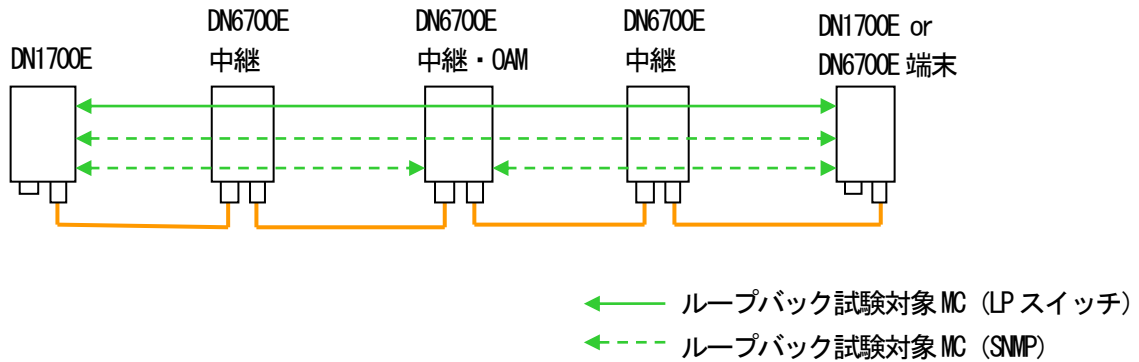 DN1700E
DN6700E
中継
DN6700E
中継・OAM
DN6700E
中継
DN1700E or
DN6700E 端末
ループバック試験対象 MC (LP スイッチ)
ループバック試験対象 MC (SNMP)